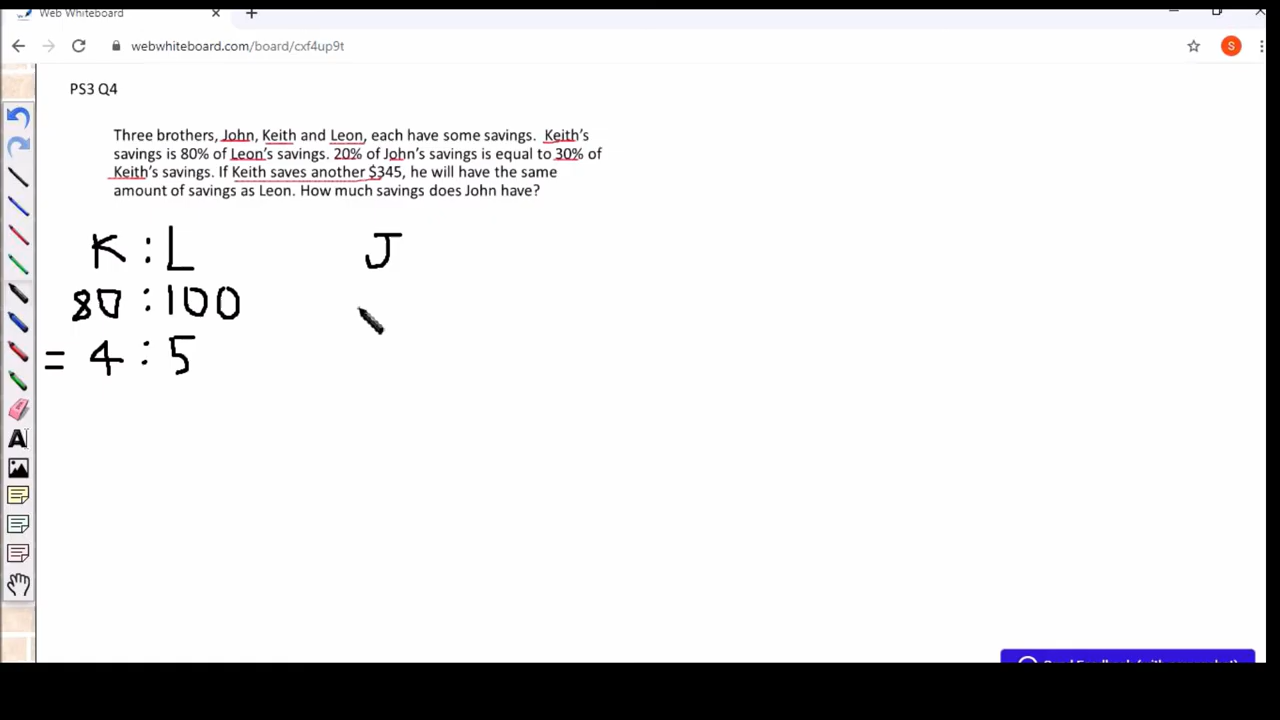 Web Whiteboard
webwhiteboard.com/board/cxf4up9t
S
PS3 Q4
Three brothers, John, Keith and Leon, each have some savings. Keith's
savings is 80% of Leon's savings. 20% of John's savings is equal to 30% of
Keith's savings. If Keith saves another $345, he will have the same
amount of savings as Leon. How much savings does John have?
K : L J
80 : 100
= 4 : 5
A